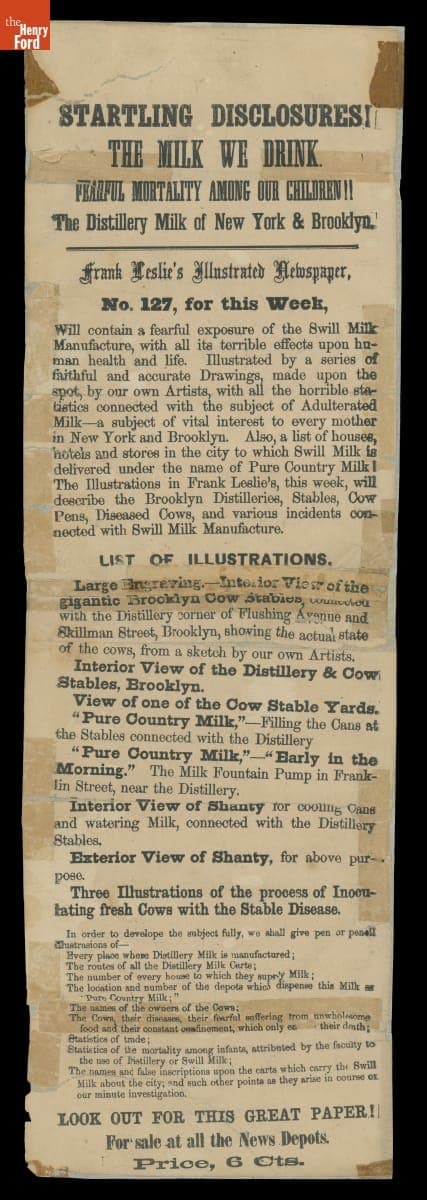 the
Henry
Ford
STARTLING DISCLOSURES!
THE MILK WE DRINK.
FEARFUL MORTALITY AMONG OUR CHILDREN!!
The Distillery Milk of New York & Brooklyn.
Frank Leslie's Illustrated Newspaper,
No. 127, for this Week,
Will contain a fearful exposure of the Swill Milk
Manufacture, with all its terrible effects upon hu-
man health and life. Illustrated by a series of
faithful and accurate Drawings, made upon the
spot, by our own Artists, with all the horrible sta-
tistics connected with the subject of Adulterated
Milk—a subject of vital interest to every mother
in New York and Brooklyn. Also, a list of houses,
hotels and stores in the city to which Swill Milk is
delivered under the name of Pure Country Milk!
The Illustrations in Frank Leslie's, this week, will
describe the Brooklyn Distilleries, Stables, Cow
Pens, Diseased Cows, and various incidents con-
nected with Swill Milk Manufacture.
LIST OF ILLUSTRATIONS.
Large Engraving.—Interior View of the
gigantic Brooklyn Cow Stables, connected
with the Distillery corner of Flushing Avenue and
Skillman Street, Brooklyn, showing the actual state
of the cows, from a sketch by our own Artists.
Interior View of the Distillery & Cow
Stables, Brooklyn.
View of one of the Cow Stable Yards.
"Pure Country Milk,"—Filling the Cans at
the Stables connected with the Distillery
"Pure Country Milk,"—"Early in the
Morning." The Milk Fountain Pump in Frank-
lin Street, near the Distillery.
Interior View of Shanty for cooling Cans
and watering Milk, connected with the Distillery
Stables.
Exterior View of Shanty, for above pur-
pose.
Three Illustrations of the process of Inocu-
lating fresh Cows with the Stable Disease.
In order to develope the subject fully, we shall give pen or pencil
illustrasions of—
Every place where Distillery Milk is manufactured;
The routes of all the Distillery Milk Carts;
The number of every house to which they supply Milk;
The location and number of the depots which dispense this Milk as
"Pure Country Milk;"
The names of the owners of the Cows;
The Cows, their diseases, their fearful suffering from unwholesome
food and their constant confinement, which only their death;
Statistics of trade;
Statistics of the mortality among infants, attributed by the faculty to
the use of Distillery or Swill Milk;
The names and false inscriptions upon the carts which carry the Swill
Milk about the city; and such other points as they arise in course of
our minute investigation.
LOOK OUT FOR THIS GREAT PAPER!
For sale at all the News Depots.
Price, 6 Cts.